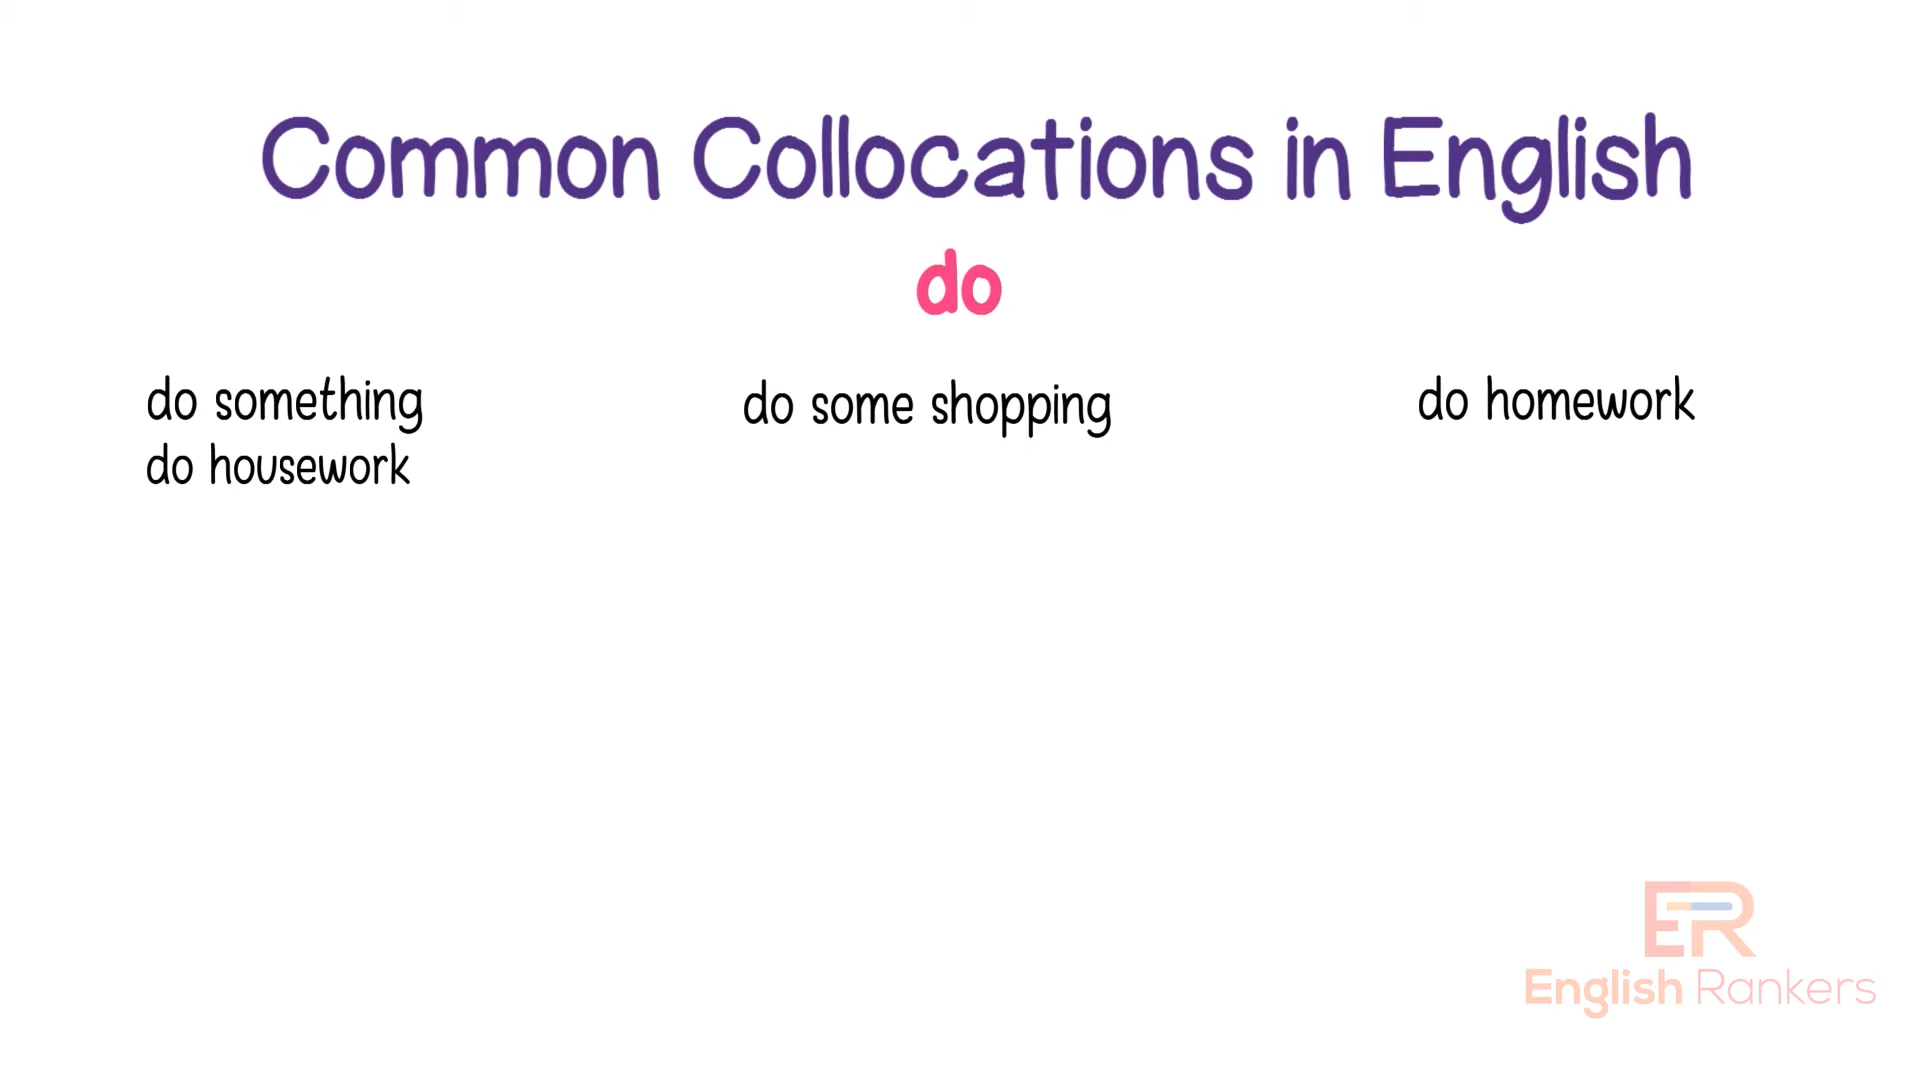 Common Collocations in English
do
do something
do some shopping
do homework
do housework
ER
English Rankers